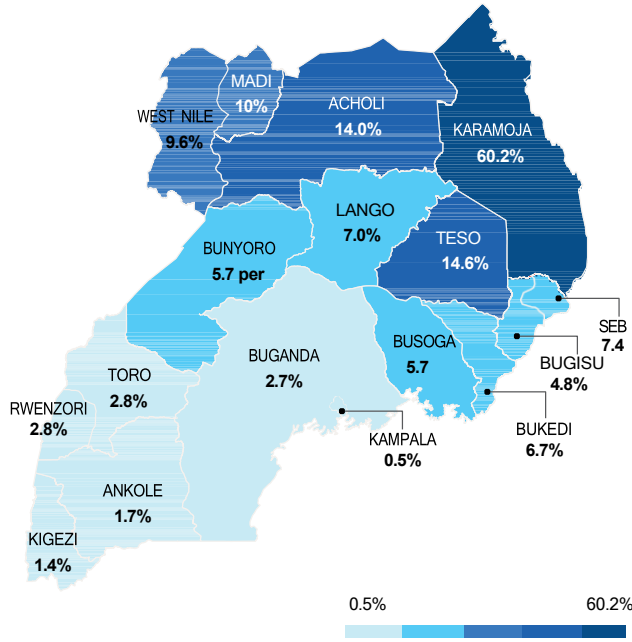 MADI
10%
WEST NILE
9.6%
ACHOLI
14.0%
KARAMOJA
60.2%
LANGO
7.0%
TESO
14.6%
BUNYORO
5.7 per
SEB
7.4
BUSOGA
5.7
BUGANDA
2.7%
BUGISU
4.8%
TORO
2.8%
RWENZORI
2.8%
KAMPALA
0.5%
BUKEDI
6.7%
ANKOLE
1.7%
KIGEZI
1.4%
0.5%
60.2%